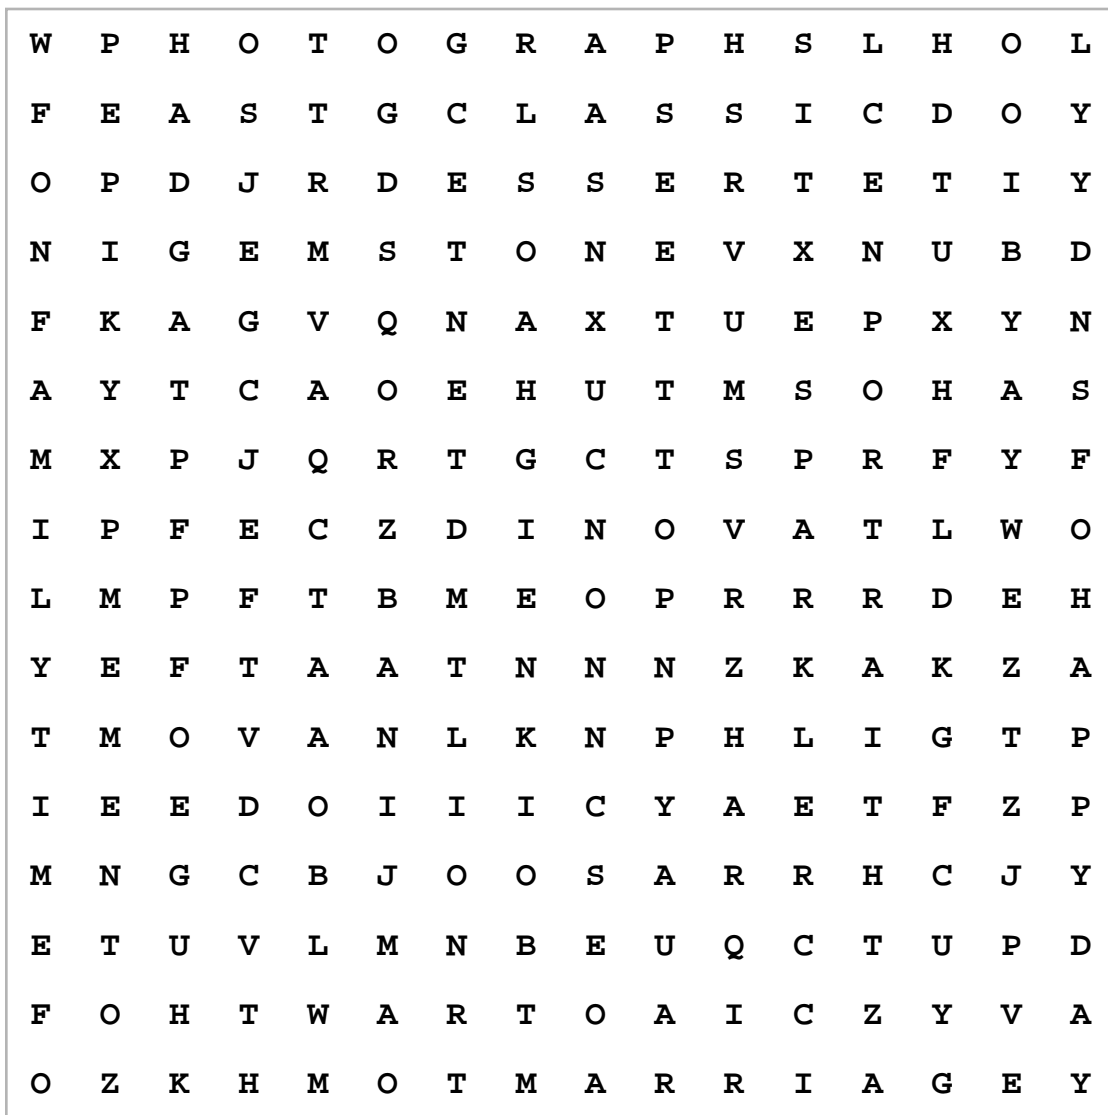 W P H O T O G R A P H S L H O L
F E A S T G C L A S S I C D O Y
O P D J R D E S S E R T E T I Y
N I G E M S T O N E V X N U B D
F K A G V Q N A X T U E P X Y N
A Y T C A O E H U T M S O H A S
M X P J Q R T G C T S P R F Y F
I P F E C Z D I N O V A T L W O
L M P F T B M E O P R R R D E H
Y E F T A A T N N N Z K A K Z A
T M O V A N L K N P H L I G T P
I E E D O I I I C Y A E T F Z P
M N G C B J O O S A R R H C J Y
E T U V L M N B E U Q C T U P D
F O H T W A R T O A I C Z Y V A
O Z K H M O T M A R R I A G E Y